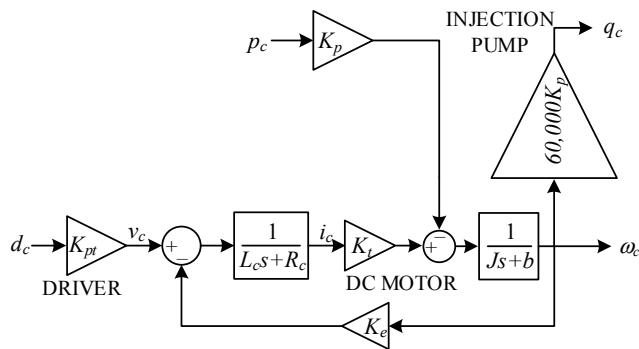 INJECTION
PUMP
q_c
p_c
K_p
60,000K_p
d_c
K_pt
v_c
+
−
1
L_cs+R_c
i_c
K_t
+
−
1
Js+b
ω_c
DRIVER
DC MOTOR
K_e